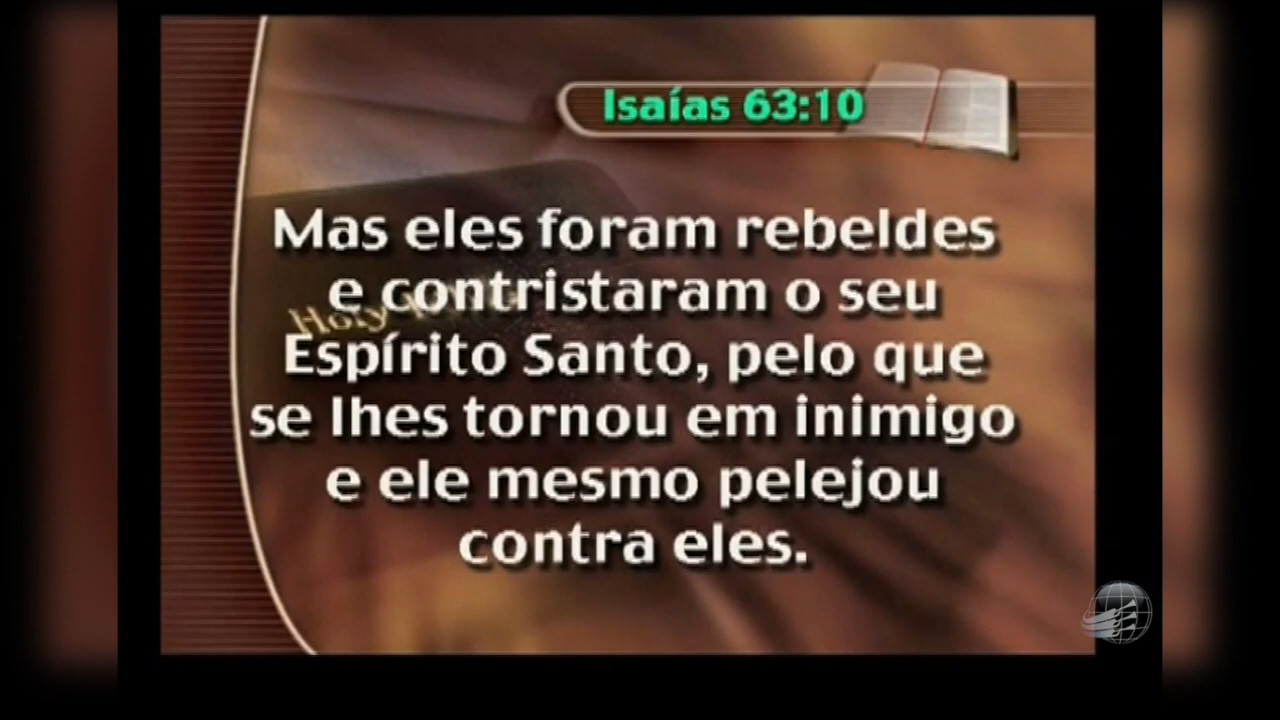 Isaías 63:10
Mas eles foram rebeldes
e contristaram o seu
Holy
Espírito Santo, pelo que
se lhes tornou em inimigo
e ele mesmo pelejou
contra eles.